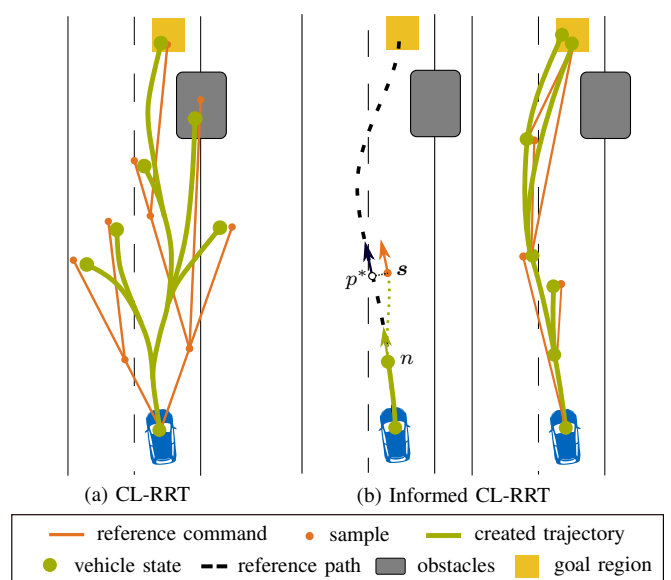 p* s
n
(a) CL-RRT (b) Informed CL-RRT
reference command sample created trajectory
vehicle state reference path obstacles goal region